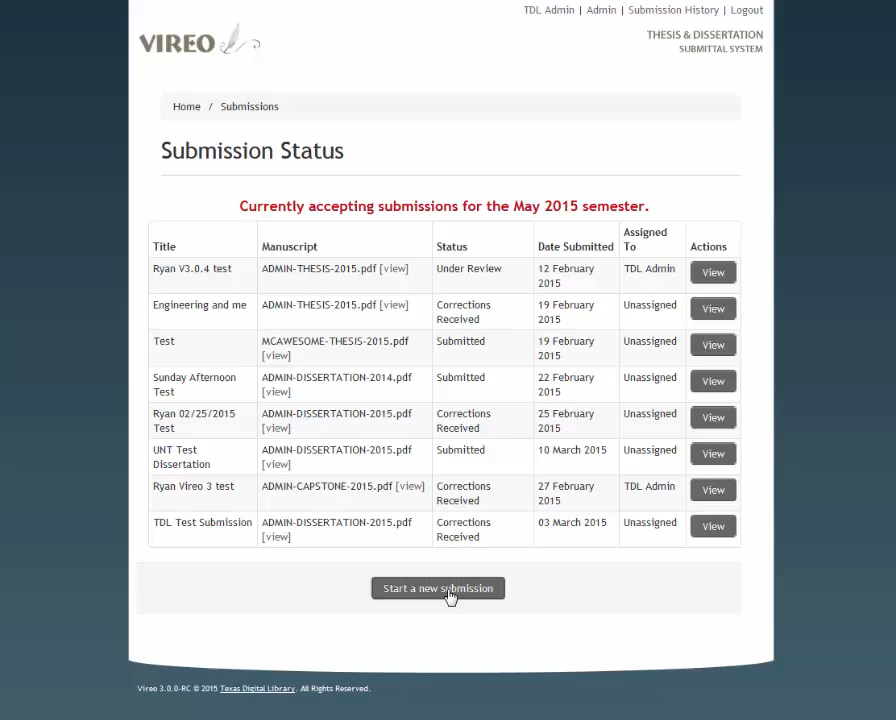 TDL Admin | Admin | Submission History | Logout
VIREO
THESIS & DISSERTATION
SUBMITTAL SYSTEM
Home / Submissions
Submission Status
Currently accepting submissions for the May 2015 semester.
Title Manuscript Status Date Submitted Assigned To Actions
Ryan V3.0.4 test ADMIN-THESIS-2015.pdf [view] Under Review 12 February 2015 TDL Admin View
Engineering and me ADMIN-THESIS-2015.pdf [view] Corrections Received 19 February 2015 Unassigned View
Test MCAWESOME-THESIS-2015.pdf [view] Submitted 19 February 2015 Unassigned View
Sunday Afternoon Test ADMIN-DISSERTATION-2014.pdf [view] Submitted 22 February 2015 Unassigned View
Ryan 02/25/2015 Test ADMIN-DISSERTATION-2015.pdf [view] Corrections Received 25 February 2015 Unassigned View
UNT Test Dissertation ADMIN-DISSERTATION-2015.pdf [view] Submitted 10 March 2015 Unassigned View
Ryan Vireo 3 test ADMIN-CAPSTONE-2015.pdf [view] Corrections Received 27 February 2015 TDL Admin View
TDL Test Submission ADMIN-DISSERTATION-2015.pdf [view] Corrections Received 03 March 2015 Unassigned View
Start a new submission
Vireo 3.0.0-RC © 2015 Texas Digital Library. All Rights Reserved.